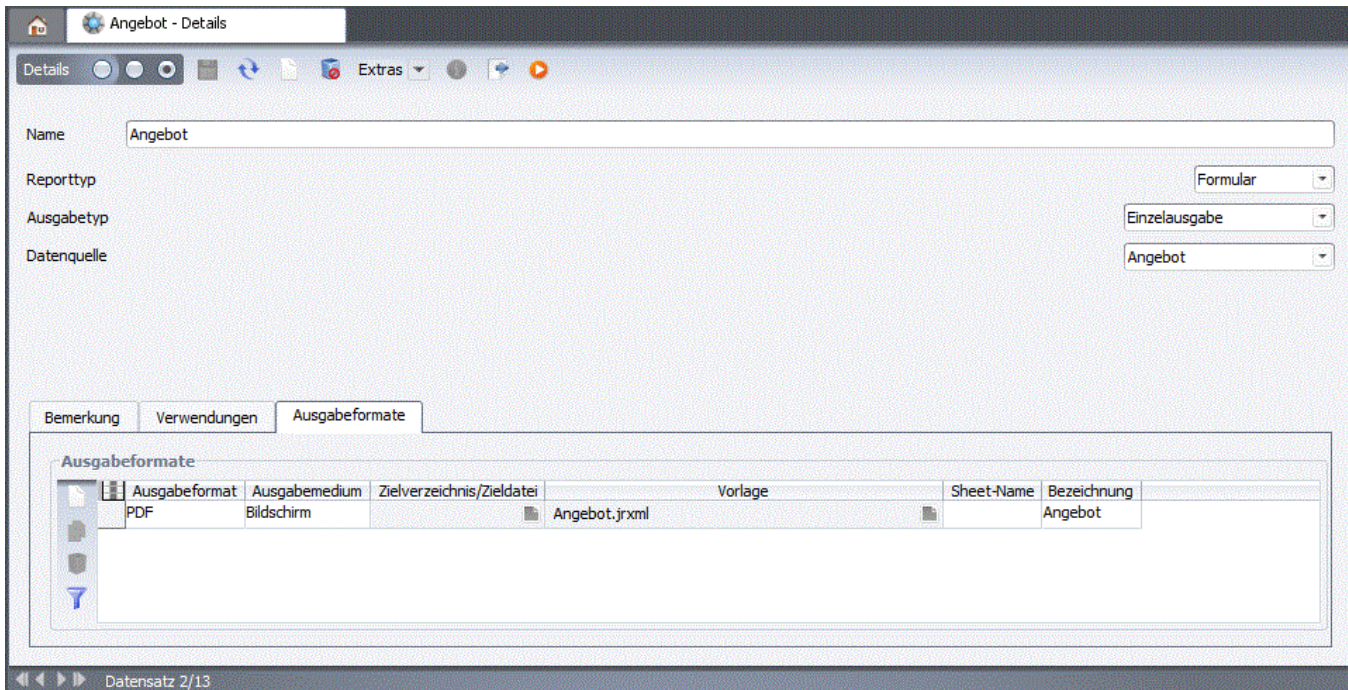 Angebot - Details
Details Extras
Name Angebot
Reporttyp Formular
Ausgabetyp Einzelausgabe
Datenquelle Angebot
Bemerkung Verwendungen Ausgabeformate
Ausgabeformate
Ausgabeformat Ausgabemedium Zielverzeichnis/Zieldatei Vorlage Sheet-Name Bezeichnung
PDF Bildschirm Angebot.jrxml Angebot
Datensatz 2/13